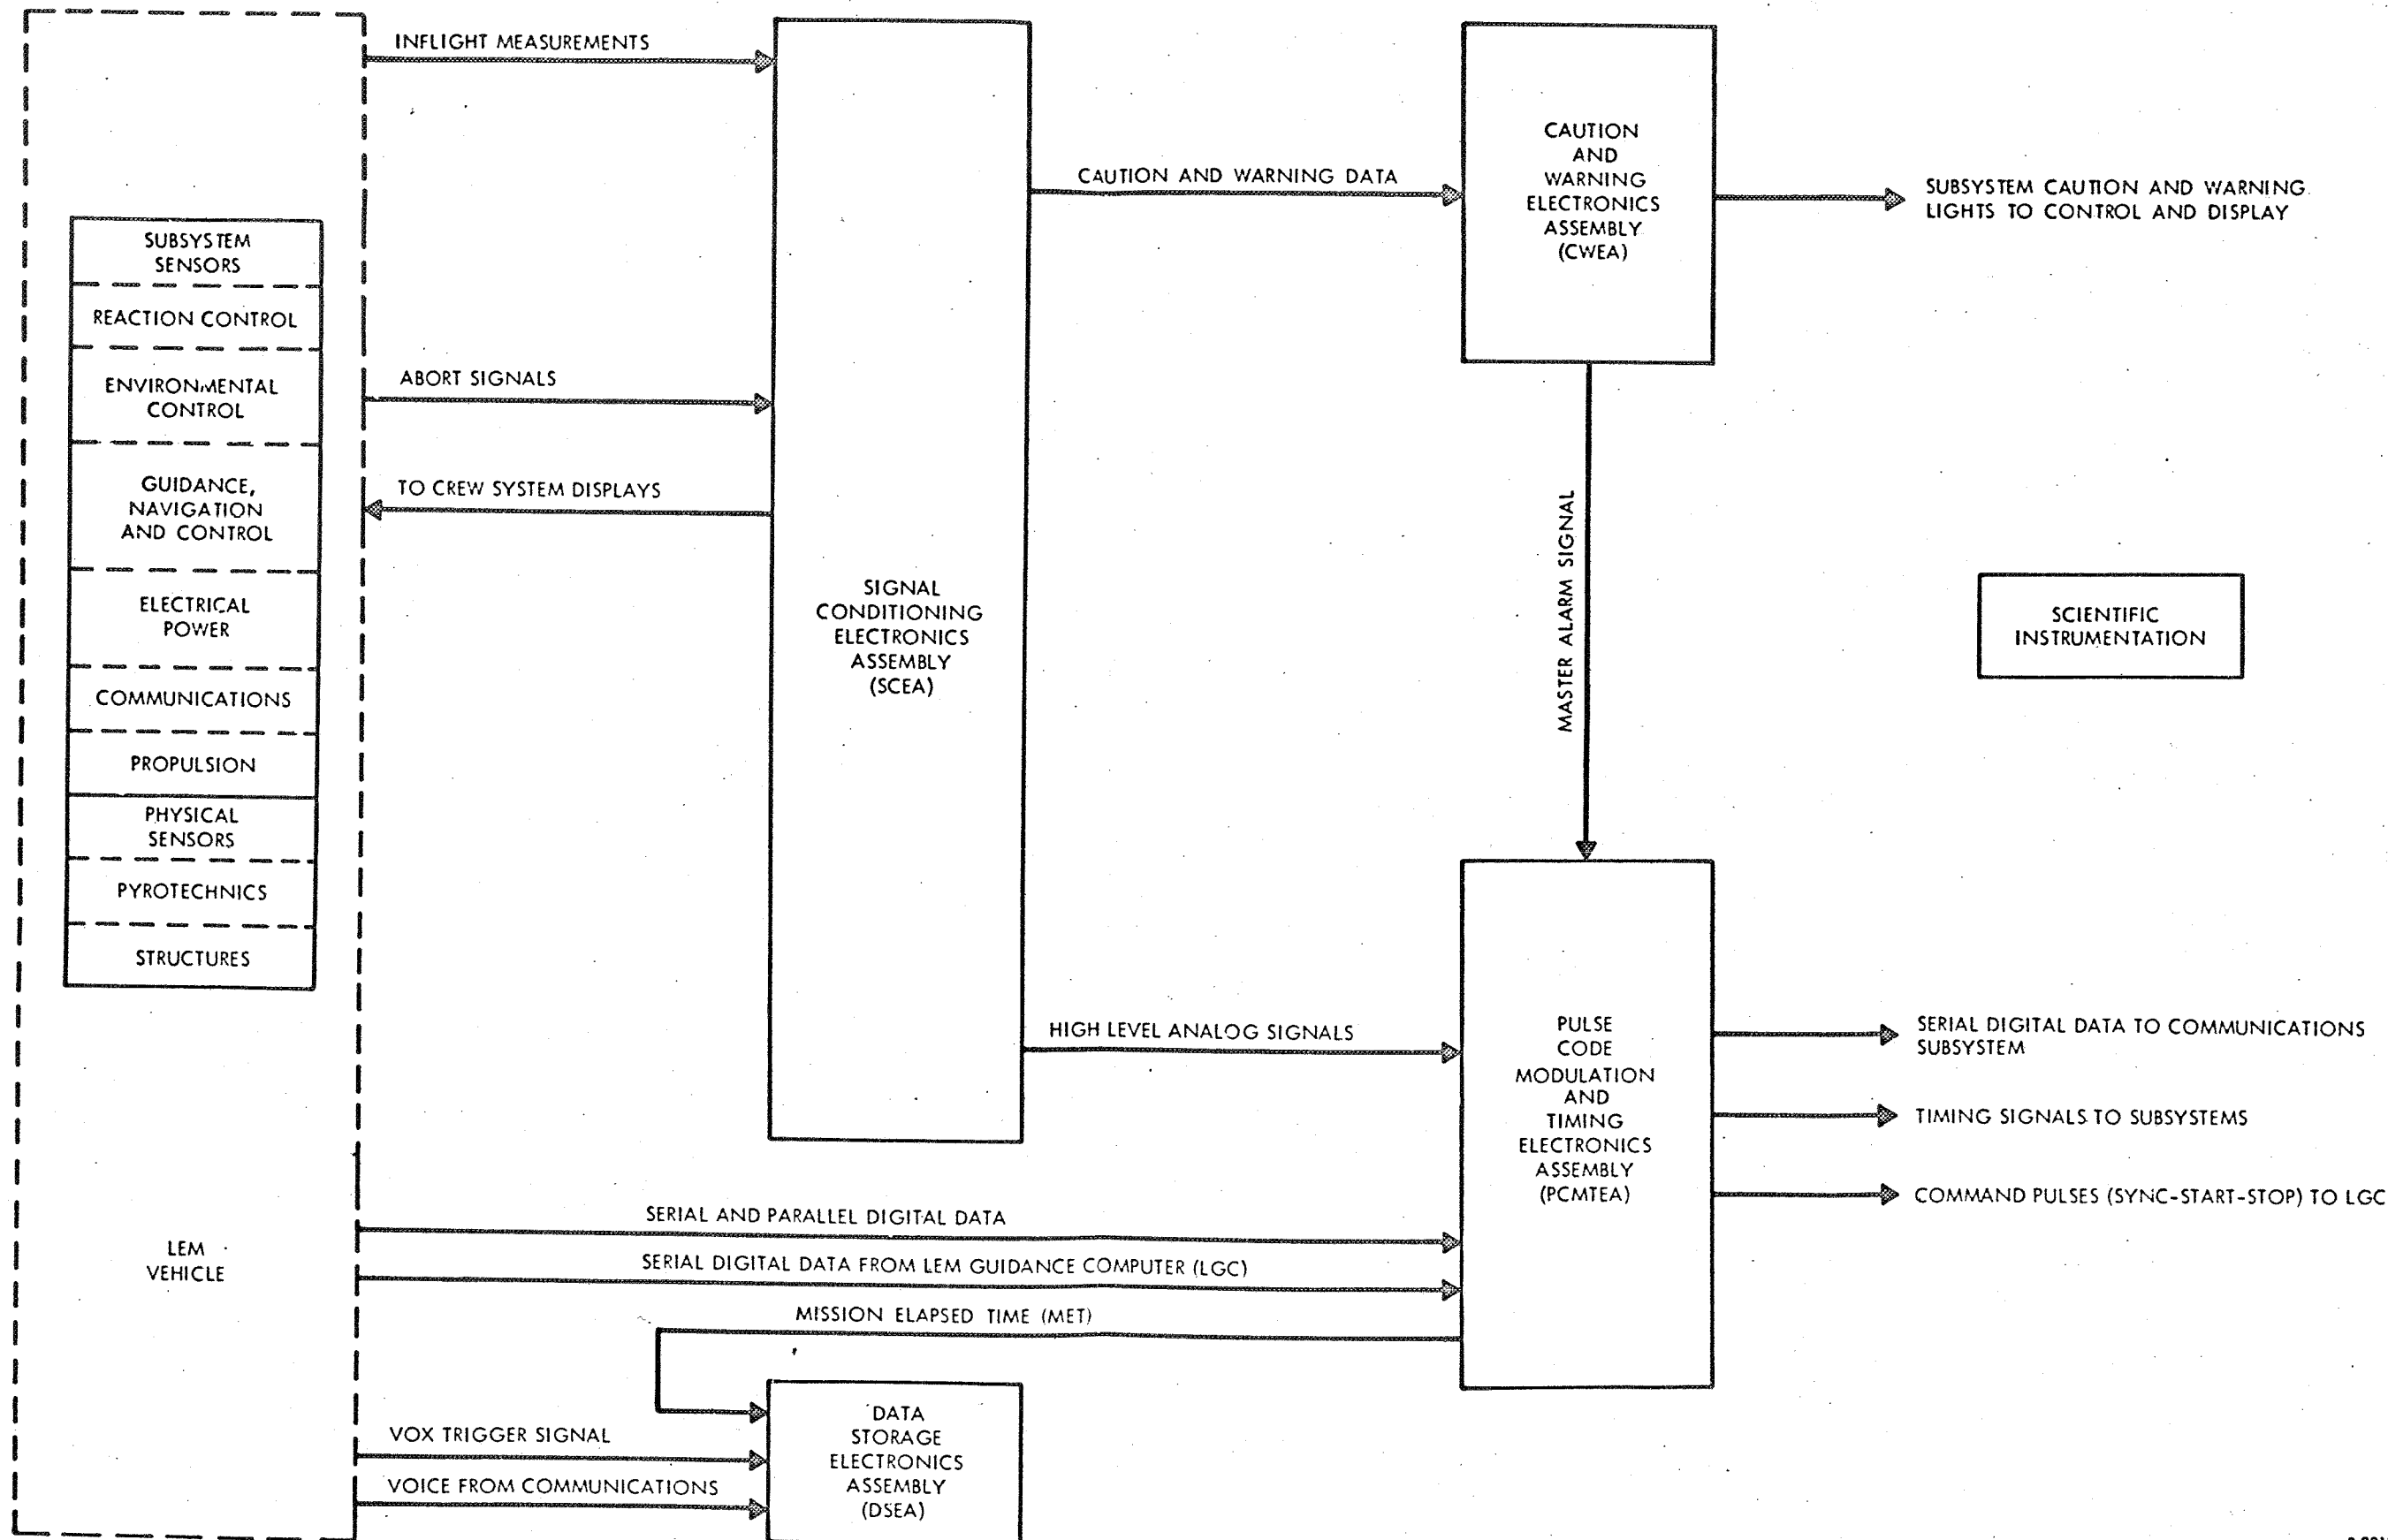 INFLIGHT MEASUREMENTS
ABORT SIGNALS
TO CREW SYSTEM DISPLAYS
SUBSYSTEM
SENSORS
REACTION CONTROL
ENVIRONMENTAL
CONTROL
GUIDANCE,
NAVIGATION
AND CONTROL
ELECTRICAL
POWER
COMMUNICATIONS
PROPULSION
PHYSICAL
SENSORS
PYROTECHNICS
STRUCTURES
LEM
VEHICLE
SIGNAL
CONDITIONING
ELECTRONICS
ASSEMBLY
(SCEA)
CAUTION AND WARNING DATA
CAUTION
AND
WARNING
ELECTRONICS
ASSEMBLY
(CWEA)
SUBSYSTEM CAUTION AND WARNING
LIGHTS TO CONTROL AND DISPLAY
MASTER ALARM SIGNAL
SCIENTIFIC
INSTRUMENTATION
HIGH LEVEL ANALOG SIGNALS
PULSE
CODE
MODULATION
AND
TIMING
ELECTRONICS
ASSEMBLY
(PCMTEA)
SERIAL DIGITAL DATA TO COMMUNICATIONS
SUBSYSTEM
TIMING SIGNALS TO SUBSYSTEMS
COMMAND PULSES (SYNC-START-STOP) TO LGC
SERIAL AND PARALLEL DIGITAL DATA
SERIAL DIGITAL DATA FROM LEM GUIDANCE COMPUTER (LGC)
MISSION ELAPSED TIME (MET)
VOX TRIGGER SIGNAL
VOICE FROM COMMUNICATIONS
DATA
STORAGE
ELECTRONICS
ASSEMBLY
(DSEA)